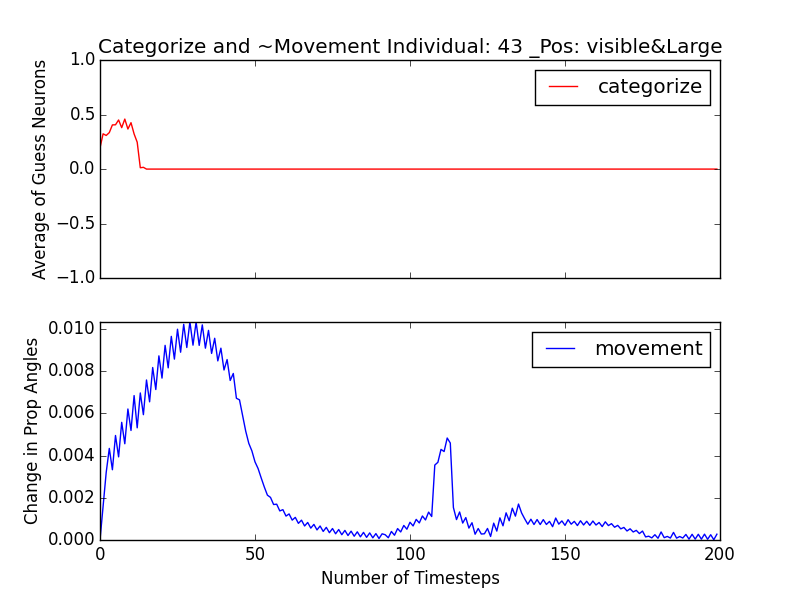 Categorize and ~Movement Individual: 43 _Pos: visible&Large
1.0
0.5
0.0
−0.5
−1.0
Average of Guess Neurons
categorize
0.010
0.008
0.006
0.004
0.002
0.000
Change in Prop Angles
movement
0 50 100 150 200
Number of Timesteps